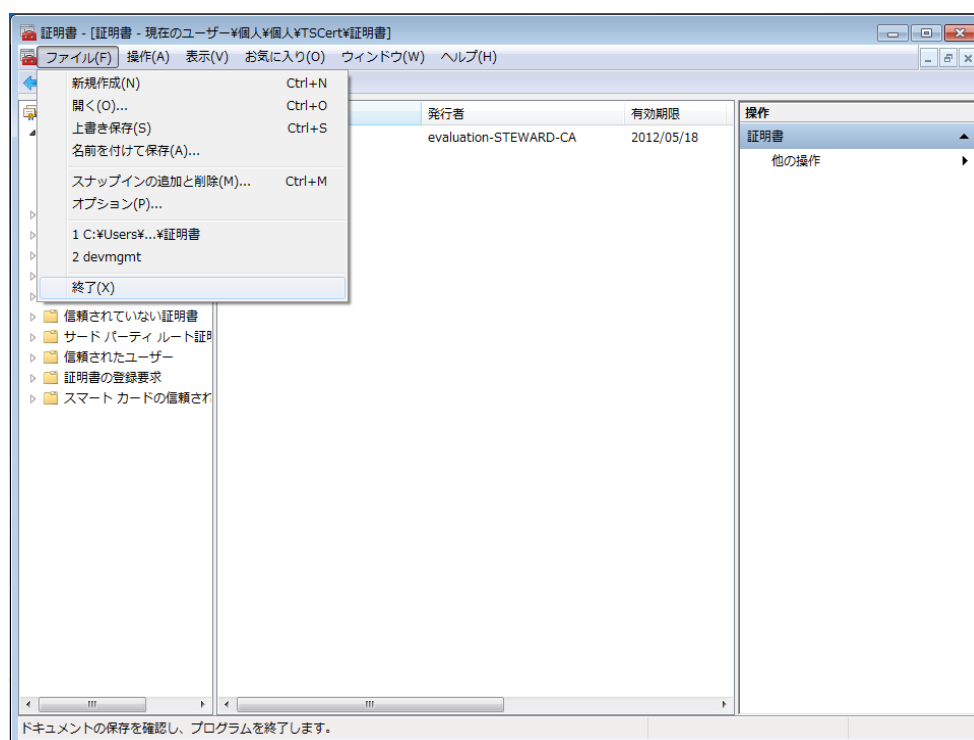 証明書 - [証明書 - 現在のユーザー¥個人¥個人¥TSCert¥証明書]
ファイル(F) 操作(A) 表示(V) お気に入り(O) ウィンドウ(W) ヘルプ(H)
新規作成(N) Ctrl+N
開く(O)... Ctrl+O
上書き保存(S) Ctrl+S
名前を付けて保存(A)...
スナップインの追加と削除(M)... Ctrl+M
オプション(P)...
1 C:¥Users¥...¥証明書
2 devmgmt
終了(X)
信頼されていない証明書
サード パーティ ルート証明
信頼されたユーザー
証明書の登録要求
スマート カードの信頼され
発行者 有効期限
evaluation-STEWARD-CA 2012/05/18
操作
証明書
他の操作
ドキュメントの保存を確認し、プログラムを終了します。